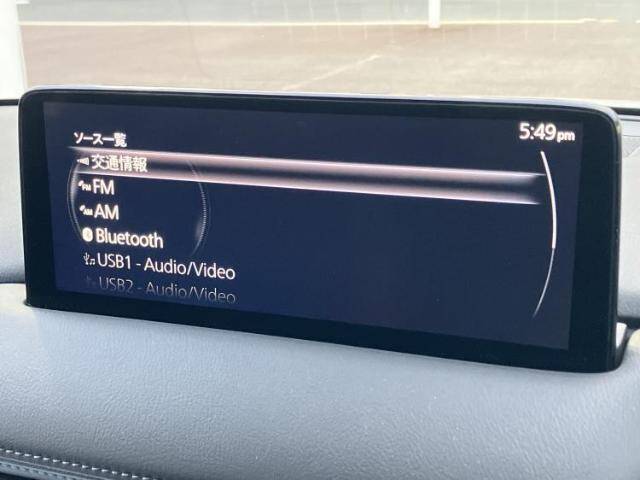 5:49pm
ソース一覧
交通情報
FM
AM
Bluetooth
USB1 - Audio/Video
USB2 - Audio/Video